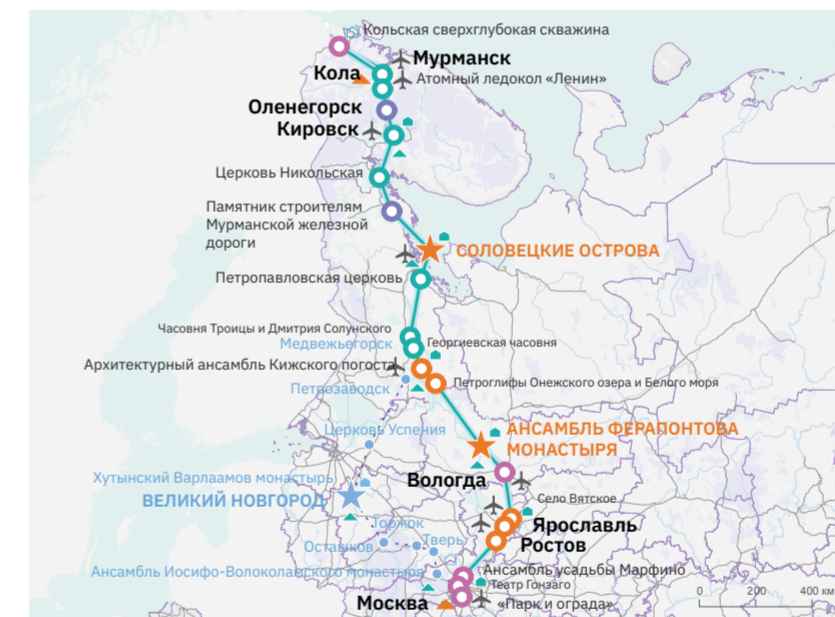 Кольская сверхглубокая скважина
Мурманск
Кола
Атомный ледокол «Ленин»
Оленегорск
Кировск
Церковь Никольская
Памятник строителям
Мурманской железной
дороги
СОЛОВЕЦКИЕ ОСТРОВА
Петропавловская церковь
Часовня Троицы и Дмитрия Солунского
Медвежьегорск
Георгиевская часовня
Архитектурный ансамбль Кижского погоста
Петрозаводск
Петроглифы Онежского озера и Белого моря
Церковь Успения
АНСАМБЛЬ ФЕРАПОНТОВА
МОНАСТЫРЯ
Хутынский Варлаамов монастырь
Вологда
ВЕЛИКИЙ НОВГОРОД
Село Вятское
Торжок
Ярославль
Осташков
Тверь
Ростов
Ансамбль Иосифо-Волоколамского монастыря
Ансамбль усадьбы Марфино
Театр Гонзаго
Москва
«Парк и ограда»
0 200 400 км